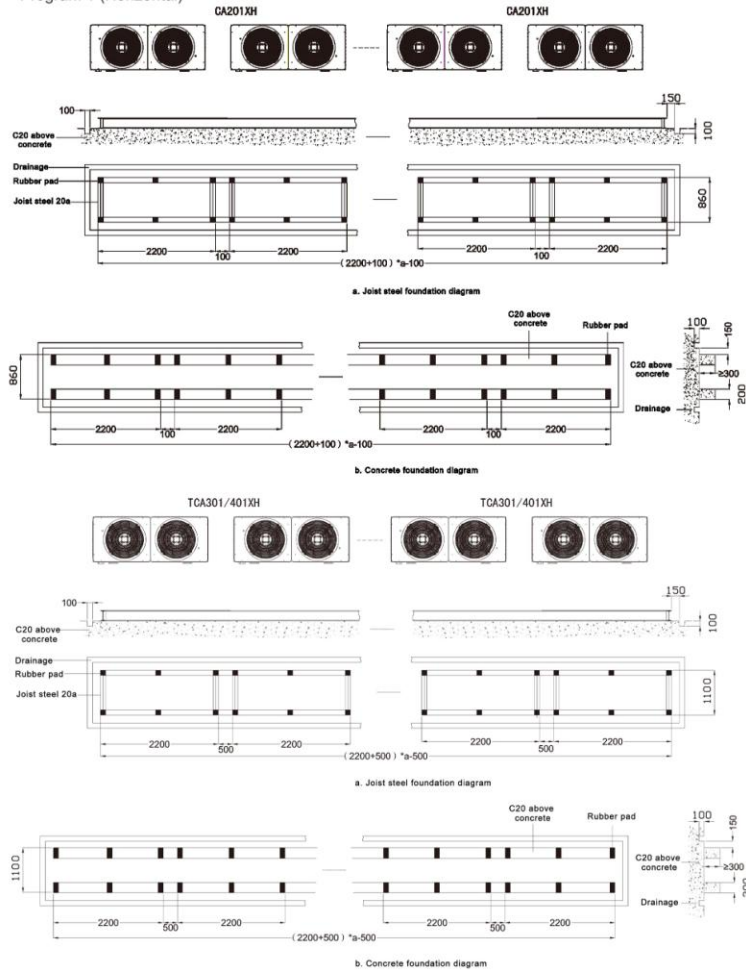 CA201XH CA201XH
100
150
C20 above
concrete
100
Drainage
Rubber pad
Joist steel 20a
860
2200 2200 2200 2200
100 100
(2200+100) *a-100
a. Joist steel foundation diagram
C20 above
concrete
Rubber pad
100
150
860
C20 above
concrete
≥300
200
Drainage
2200 2200 2200 2200
100 100
(2200+100) *a-100
b. Concrete foundation diagram
TCA301/401XH TCA301/401XH
100
150
C20 above
concrete
100
Drainage
Rubber pad
Joist steel 20a
1100
2200 2200 2200 2200
500 500
(2200+500) *a-500
a. Joist steel foundation diagram
C20 above
concrete
Rubber pad
100
150
1100
C20 above
concrete
≥300
200
Drainage
2200 2200 2200 2200
500 500
(2200+500) *a-500
b. Concrete foundation diagram